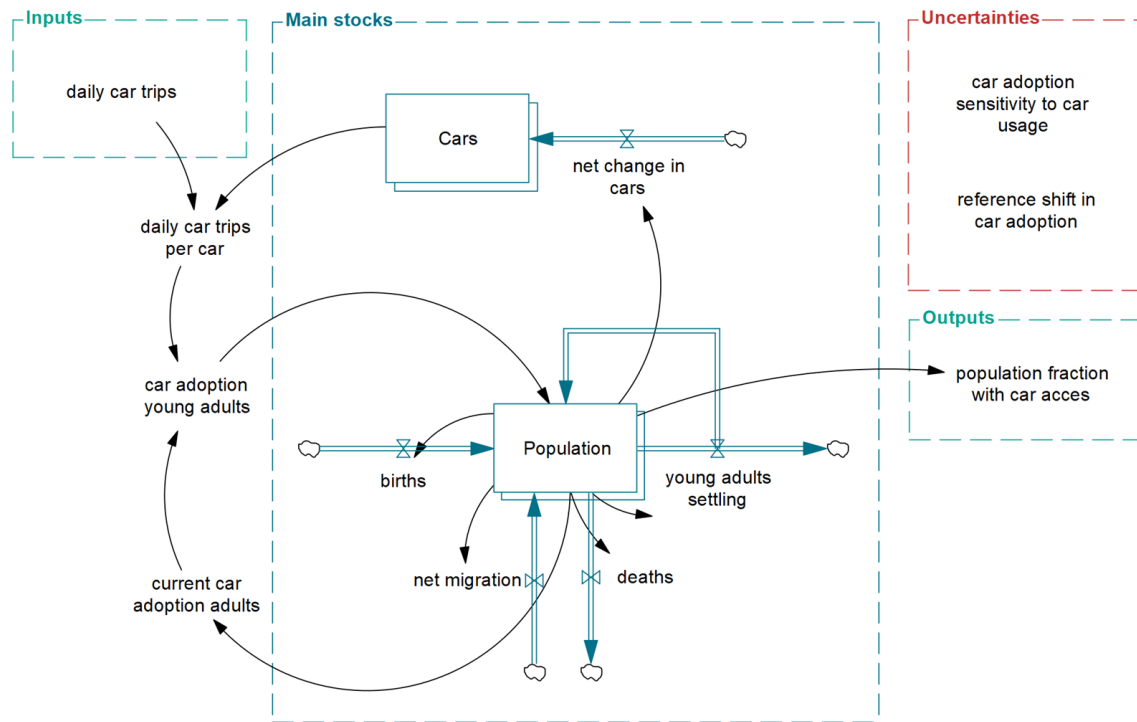 Inputs
Main stocks
Uncertainties
daily car trips
car adoption
sensitivity to car
usage
Cars
net change in
cars
reference shift in
car adoption
daily car trips
per car
Outputs
car adoption
young adults
population fraction
with car acces
Population
births
young adults
settling
net migration
deaths
current car
adoption adults